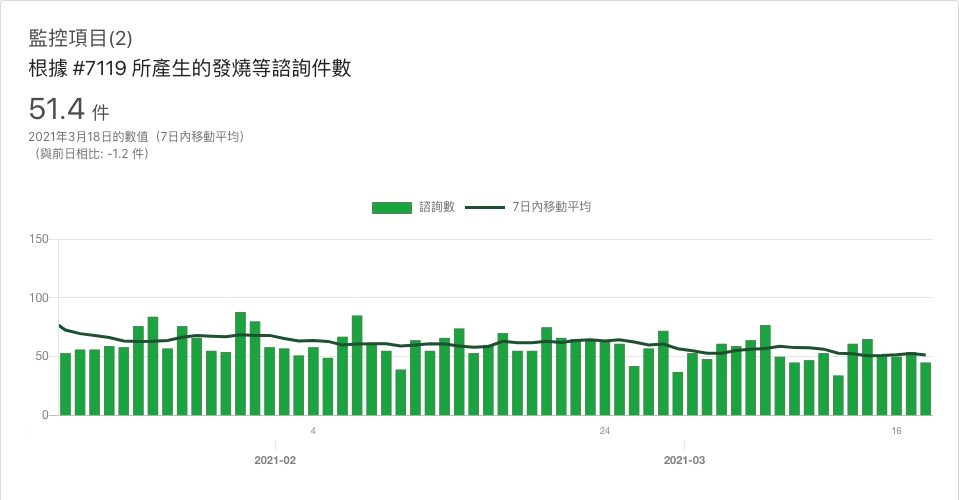 監控項目(2)
根據 #7119 所產生的發燒等諮詢件數
51.4 件
2021年3月18日的數值（7日內移動平均）
（與前日相比: -1.2 件）
諮詢數 7日內移動平均
150
100
50
0
4 24 16
2021-02 2021-03